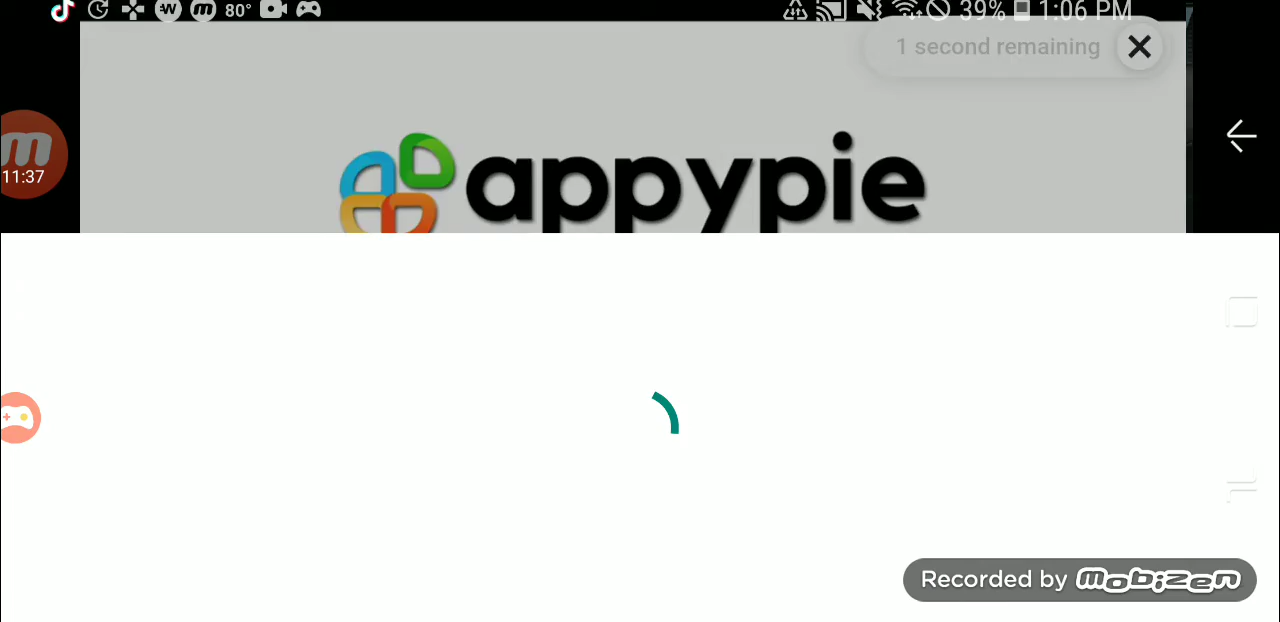 W m 80° 39% 1:06 PM
1 second remaining
m
11:37
appypie
Recorded by mobizen